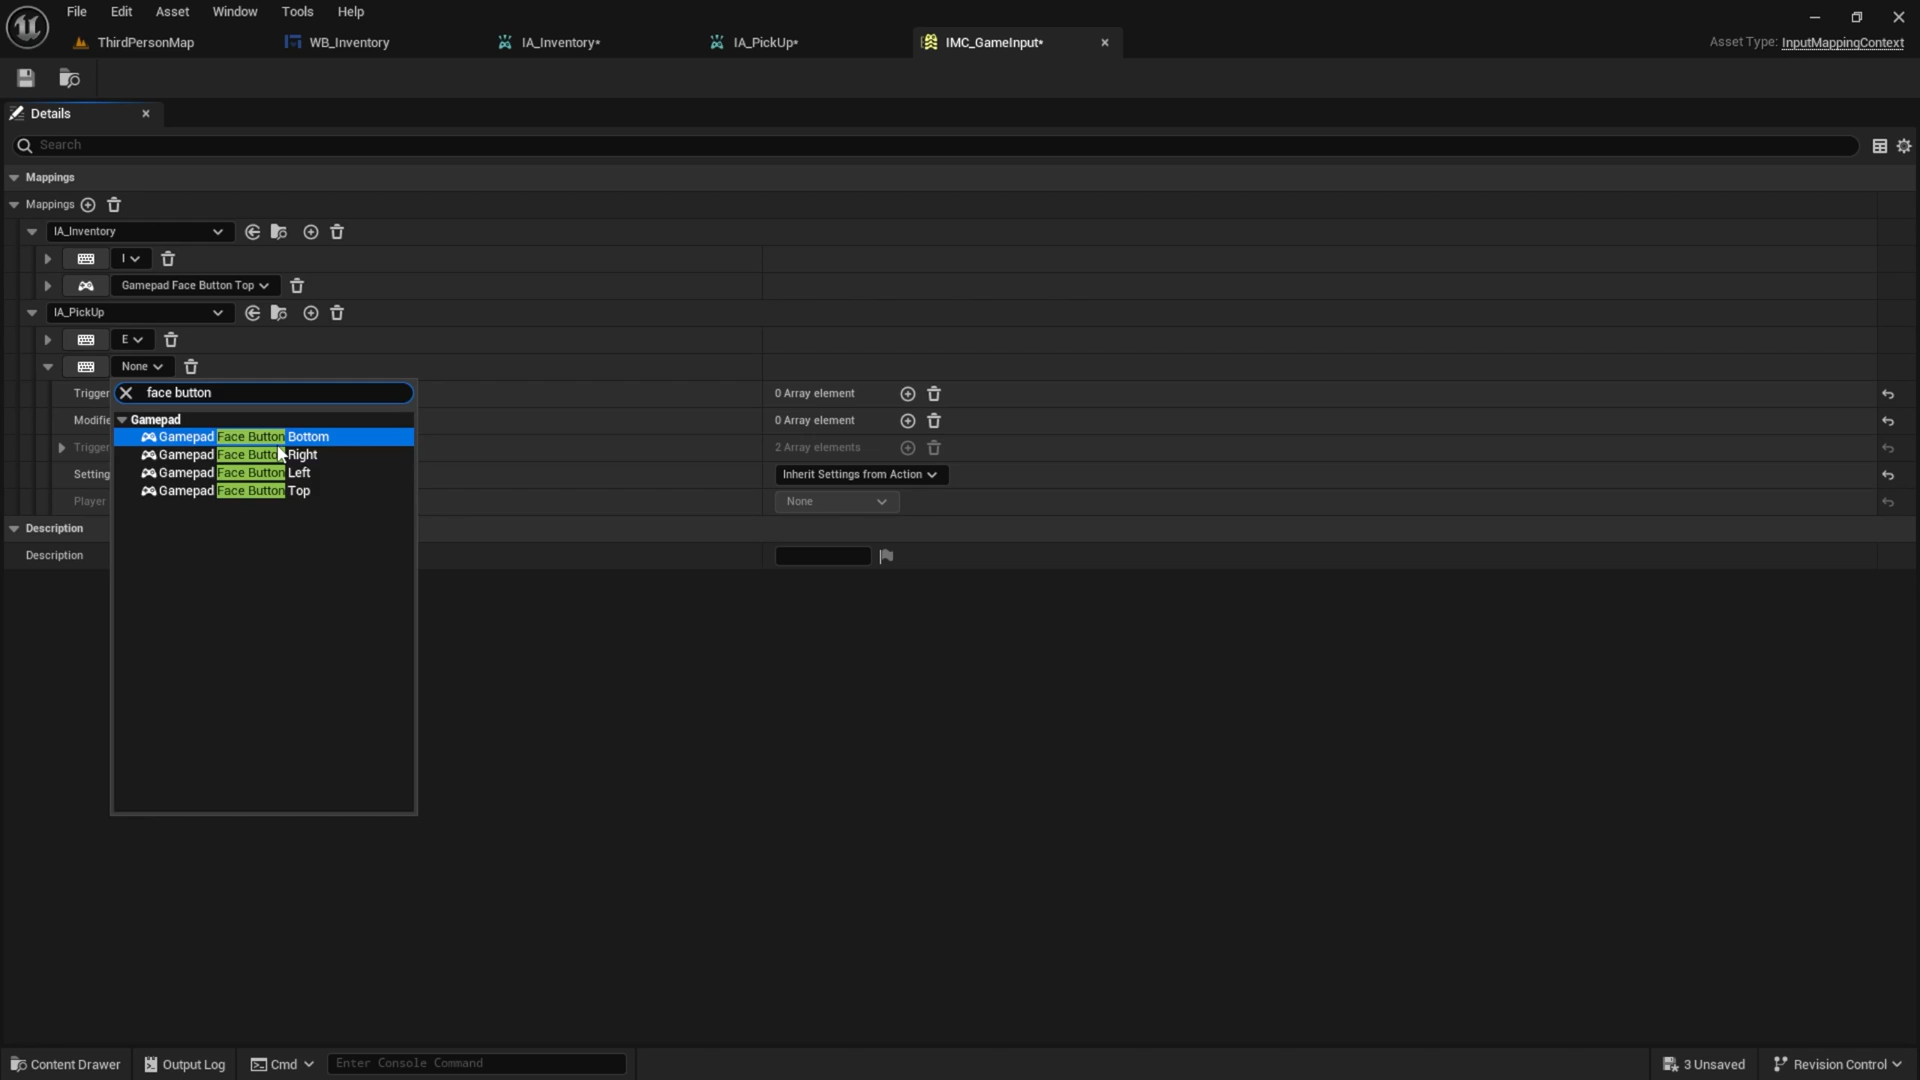 File Edit Asset Window Tools Help
ThirdPersonMap WB_Inventory IA_Inventory* IA_PickUp* IMC_GameInput* Asset Type: InputMappingContext
Details
Search
Mappings
Mappings
IA_Inventory
I
Gamepad Face Button Top
IA_PickUp
E
None
face button
Trigger 0 Array element
Gamepad
Modifie 0 Array element
Gamepad Face Button Bottom
Trigger 2 Array elements
Gamepad Face Button Right
Setting Inherit Settings from Action
Gamepad Face Button Left
Player None
Gamepad Face Button Top
Description
Description
Content Drawer Output Log Cmd Enter Console Command 3 Unsaved Revision Control